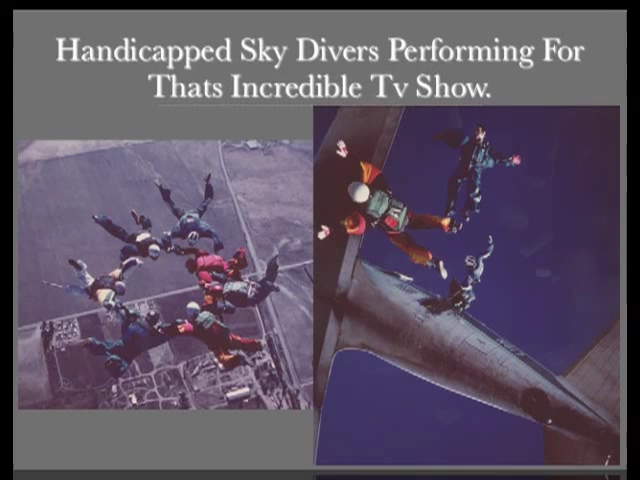 Handicapped Sky Divers Performing For
Thats Incredible Tv Show.